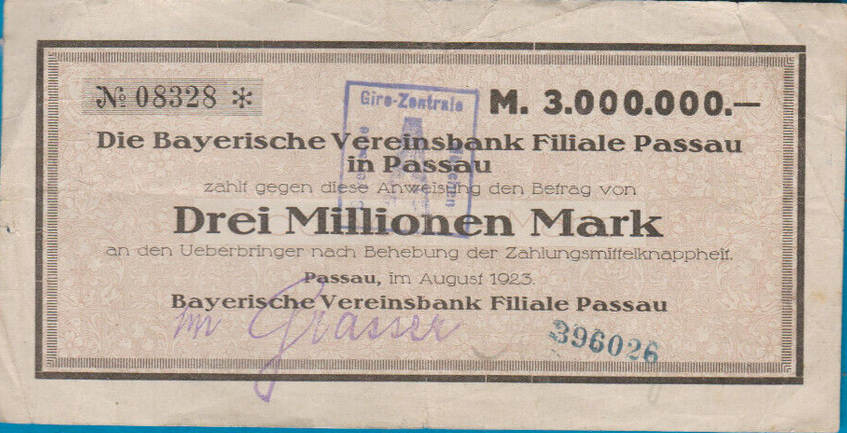 № 08328 *
M. 3.000.000.—
Giro-Zentrale
Die Bayerische Vereinsbank Filiale Passau
in Passau
zahlt gegen diese Anweisung den Betrag von
Drei Millionen Mark
an den Ueberbringer nach Behebung der Zahlungsmittelknappheit.
Passau, im August 1923.
Bayerische Vereinsbank Filiale Passau
Grasser
396026